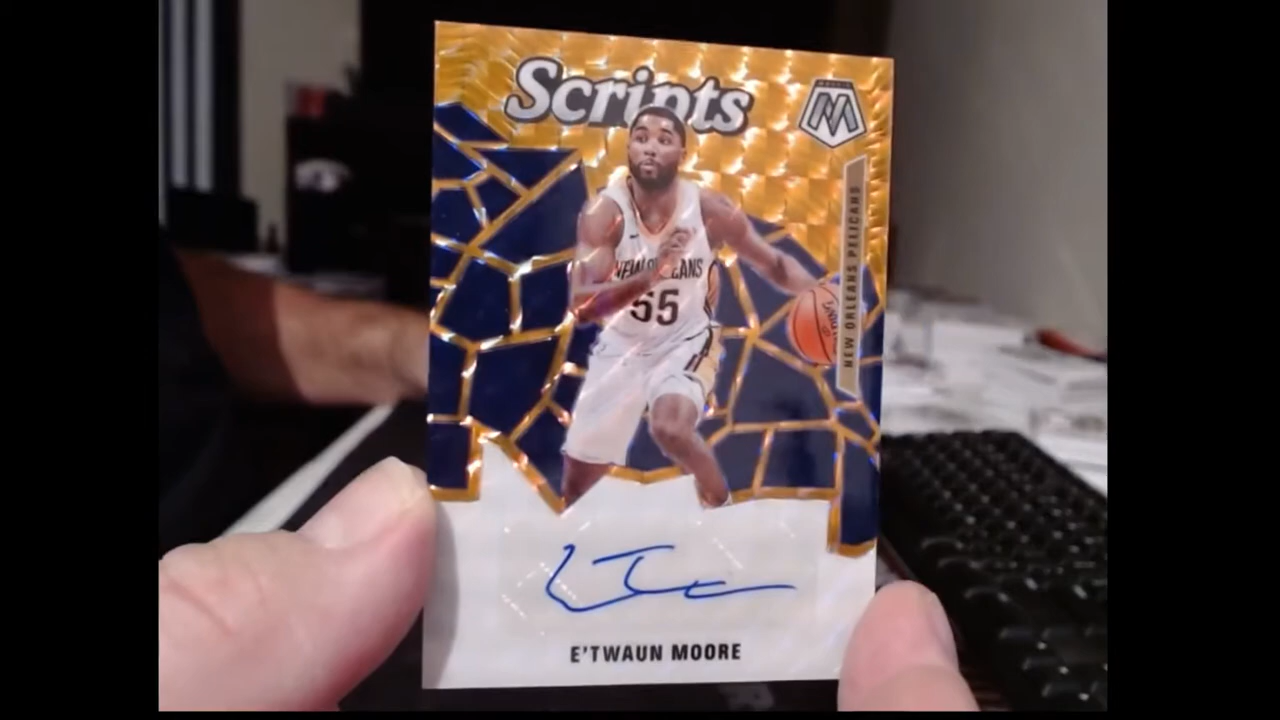 Scripts
MOSAIC
NEW ORLEANS PELICANS
NEW ORLEANS
55
E'TWAUN MOORE